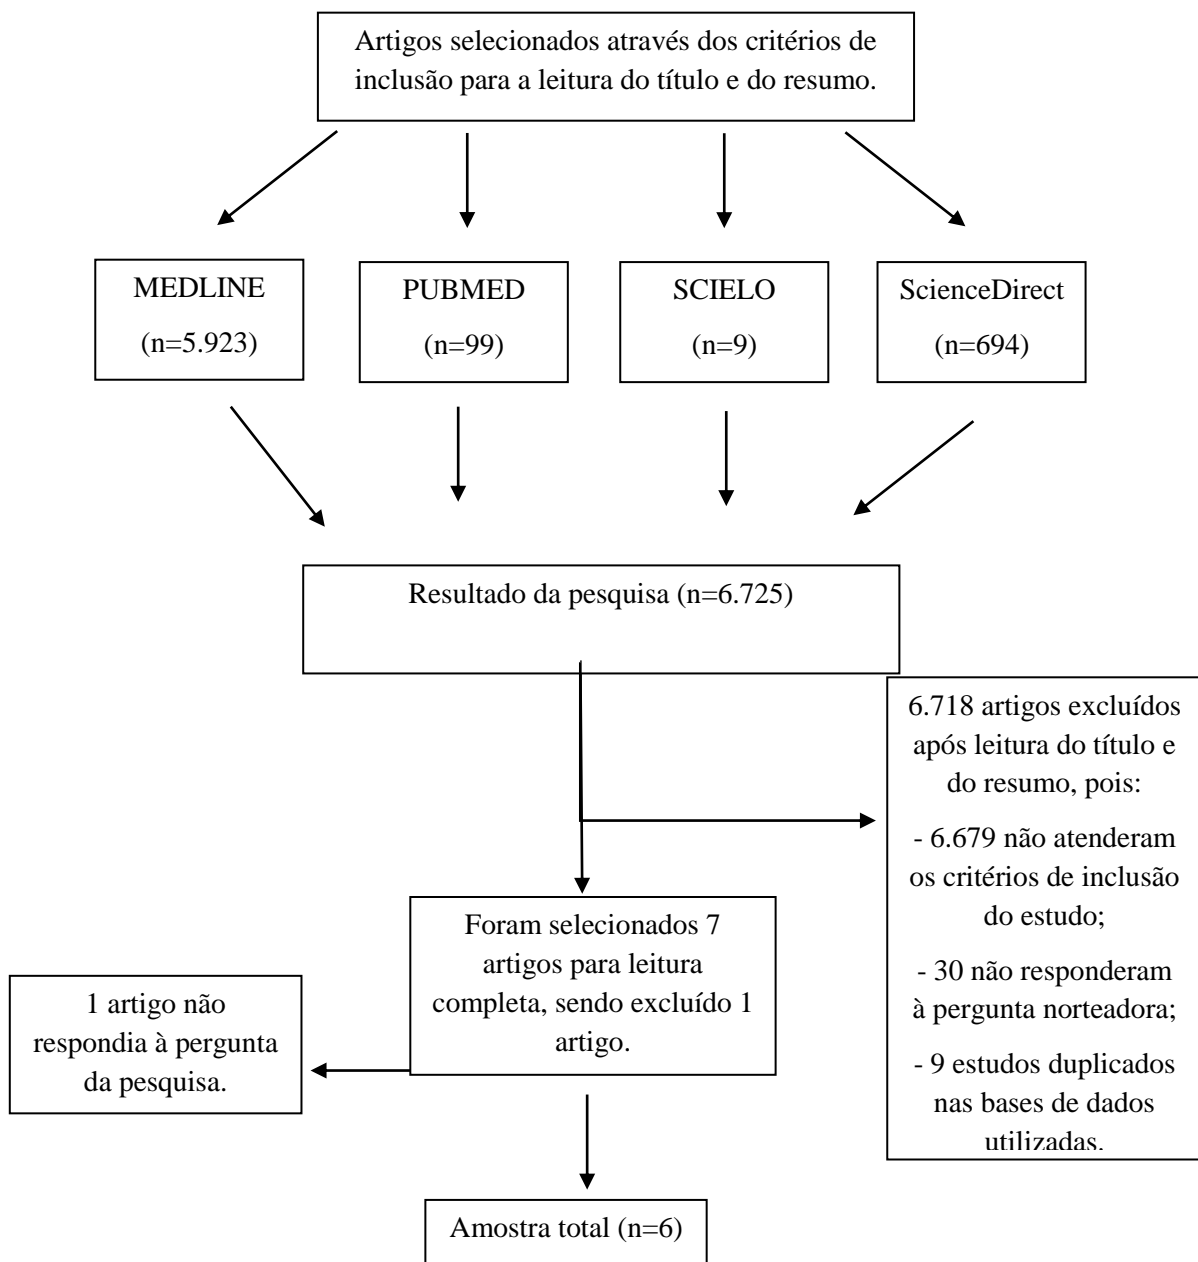 Artigos selecionados através dos critérios de
inclusão para a leitura do título e do resumo.
MEDLINE
(n=5.923)
PUBMED
(n=99)
SCIELO
(n=9)
ScienceDirect
(n=694)
Resultado da pesquisa (n=6.725)
6.718 artigos excluídos
após leitura do título e
do resumo, pois:
- 6.679 não atenderam
os critérios de inclusão
do estudo;
- 30 não responderam
à pergunta norteadora;
- 9 estudos duplicados
nas bases de dados
utilizadas.
Foram selecionados 7
artigos para leitura
completa, sendo excluído 1
artigo.
1 artigo não
respondia à pergunta
da pesquisa.
Amostra total (n=6)